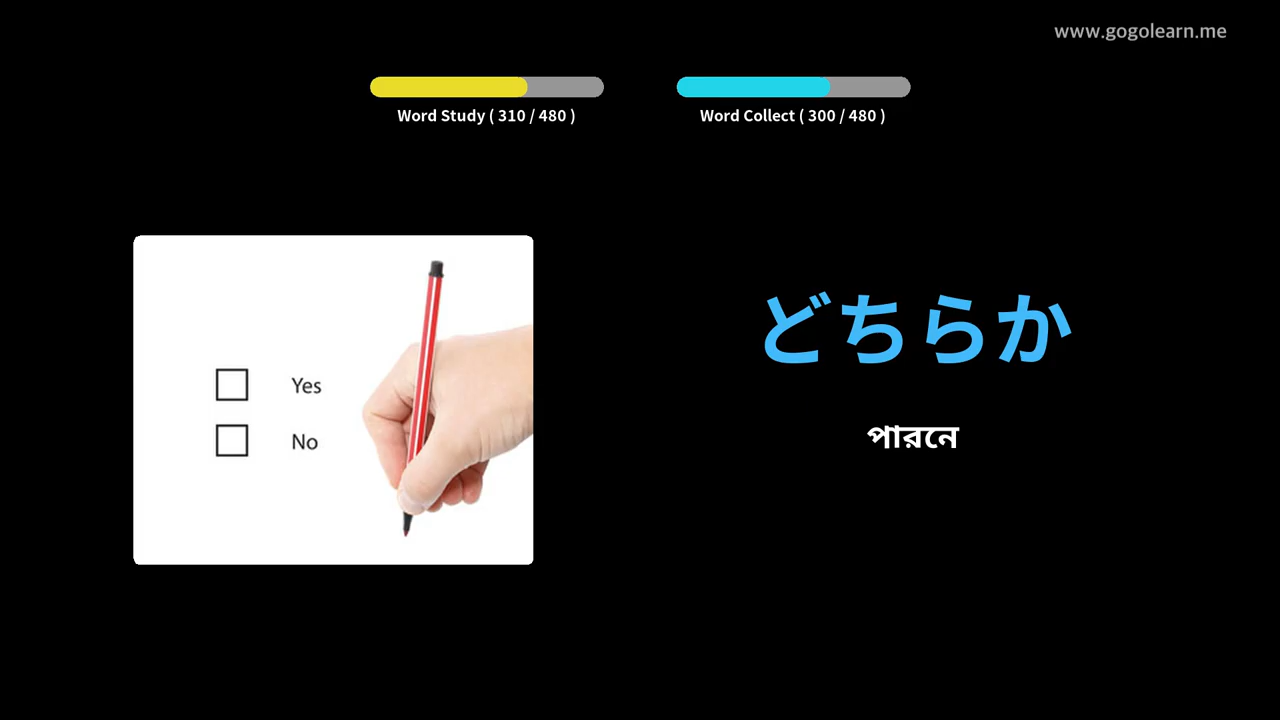 www.gogolearn.me
Word Study ( 310 / 480 )
Word Collect ( 300 / 480 )
Yes
No
どちらか
পারনে